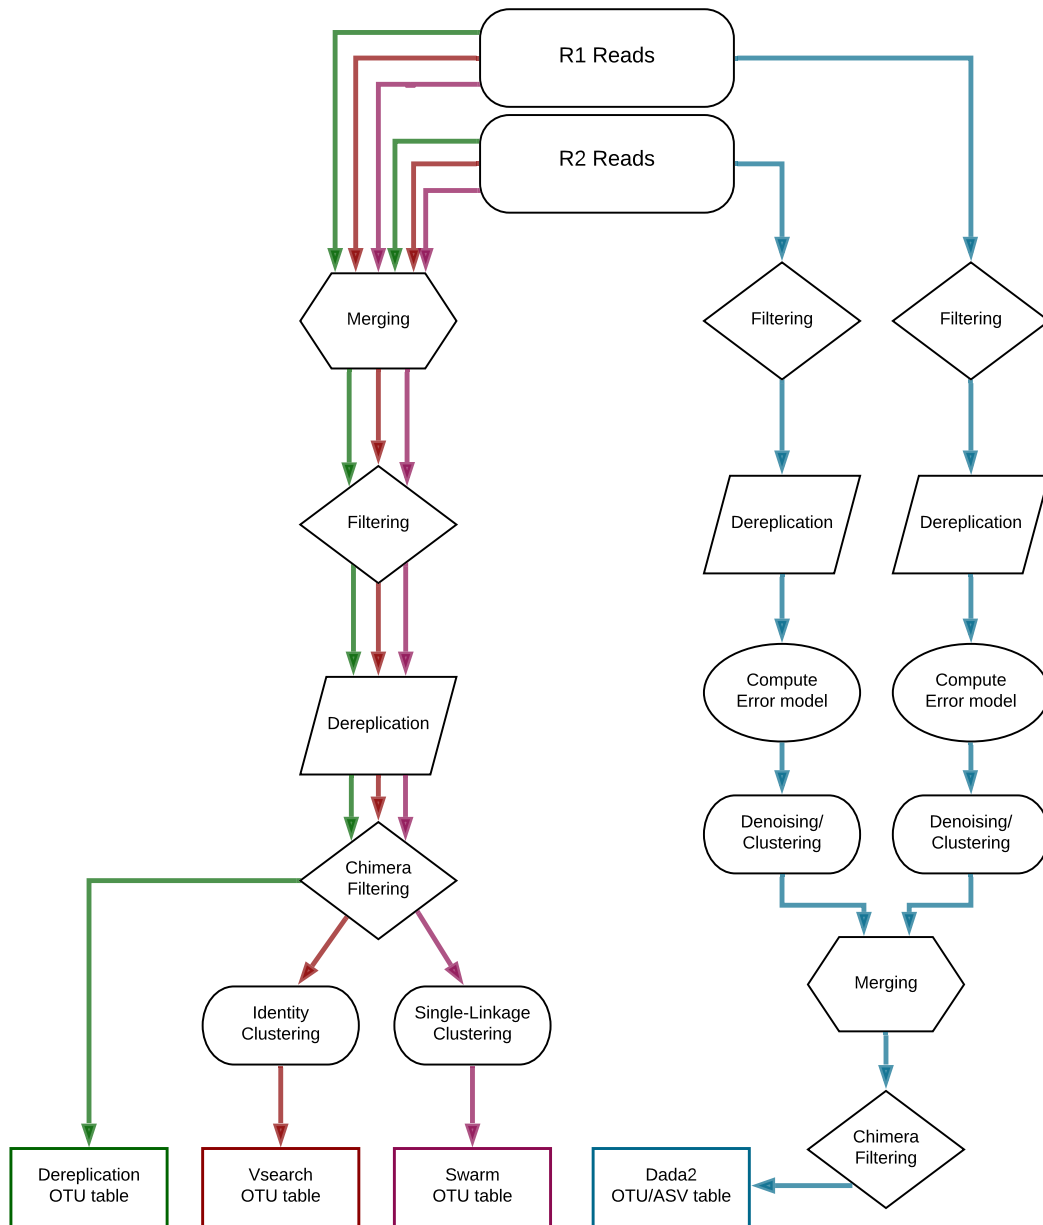 R1 Reads
R2 Reads
Merging
Filtering
Filtering
Filtering
Dereplication
Dereplication
Compute
Error model
Compute
Error model
Dereplication
Denoising/
Clustering
Denoising/
Clustering
Chimera
Filtering
Merging
Identity
Clustering
Single-Linkage
Clustering
Chimera
Filtering
Dereplication
OTU table
Vsearch
OTU table
Swarm
OTU table
Dada2
OTU/ASV table